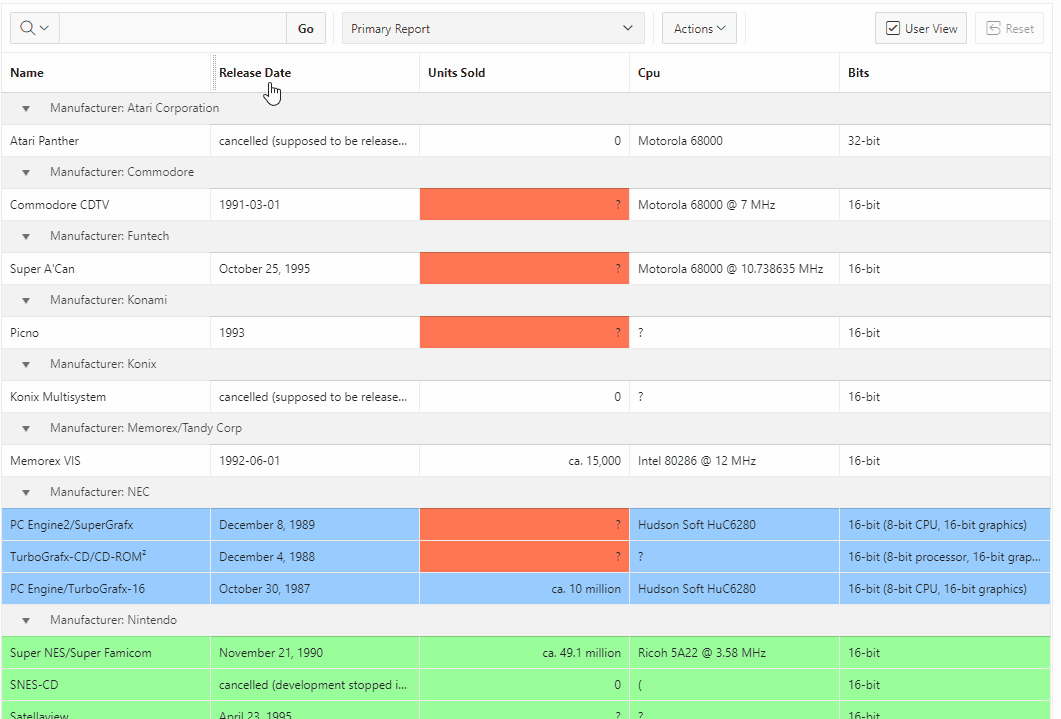 Go Primary Report Actions User View Reset
Name Release Date Units Sold Cpu Bits
Manufacturer: Atari Corporation
Atari Panther cancelled (supposed to be release... 0 Motorola 68000 32-bit
Manufacturer: Commodore
Commodore CDTV 1991-03-01 ? Motorola 68000 @ 7 MHz 16-bit
Manufacturer: Funtech
Super A'Can October 25, 1995 ? Motorola 68000 @ 10.738635 MHz 16-bit
Manufacturer: Konami
Picno 1993 ? ? 16-bit
Manufacturer: Konix
Konix Multisystem cancelled (supposed to be release... 0 ? 16-bit
Manufacturer: Memorex/Tandy Corp
Memorex VIS 1992-06-01 ca. 15,000 Intel 80286 @ 12 MHz 16-bit
Manufacturer: NEC
PC Engine2/SuperGrafx December 8, 1989 ? Hudson Soft HuC6280 16-bit (8-bit CPU, 16-bit graphics)
TurboGrafx-CD/CD-ROM² December 4, 1988 ? ? 16-bit (8-bit processor, 16-bit grap...
PC Engine/TurboGrafx-16 October 30, 1987 ca. 10 million Hudson Soft HuC6280 16-bit (8-bit CPU, 16-bit graphics)
Manufacturer: Nintendo
Super NES/Super Famicom November 21, 1990 ca. 49.1 million Ricoh 5A22 @ 3.58 MHz 16-bit
SNES-CD cancelled (development stopped i... 0 ( 16-bit
Satellaview April 23, 1995 ? ? 16-bit